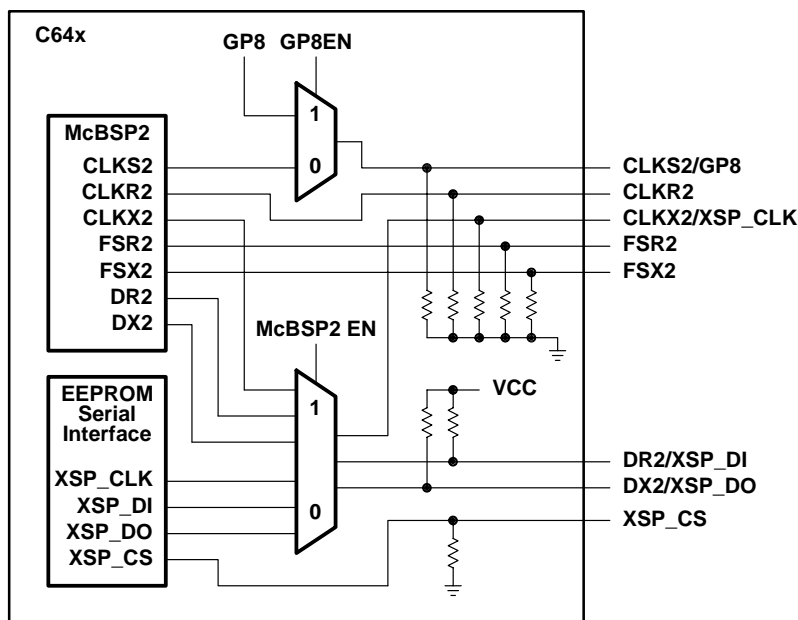 C64x
GP8 GP8EN
1
0
McBSP2
CLKS2
CLKR2
CLKX2
FSR2
FSX2
DR2
DX2
CLKS2/GP8
CLKR2
CLKX2/XSP_CLK
FSR2
FSX2
McBSP2 EN
1
0
EEPROM
Serial
Interface
XSP_CLK
XSP_DI
XSP_DO
XSP_CS
VCC
DR2/XSP_DI
DX2/XSP_DO
XSP_CS